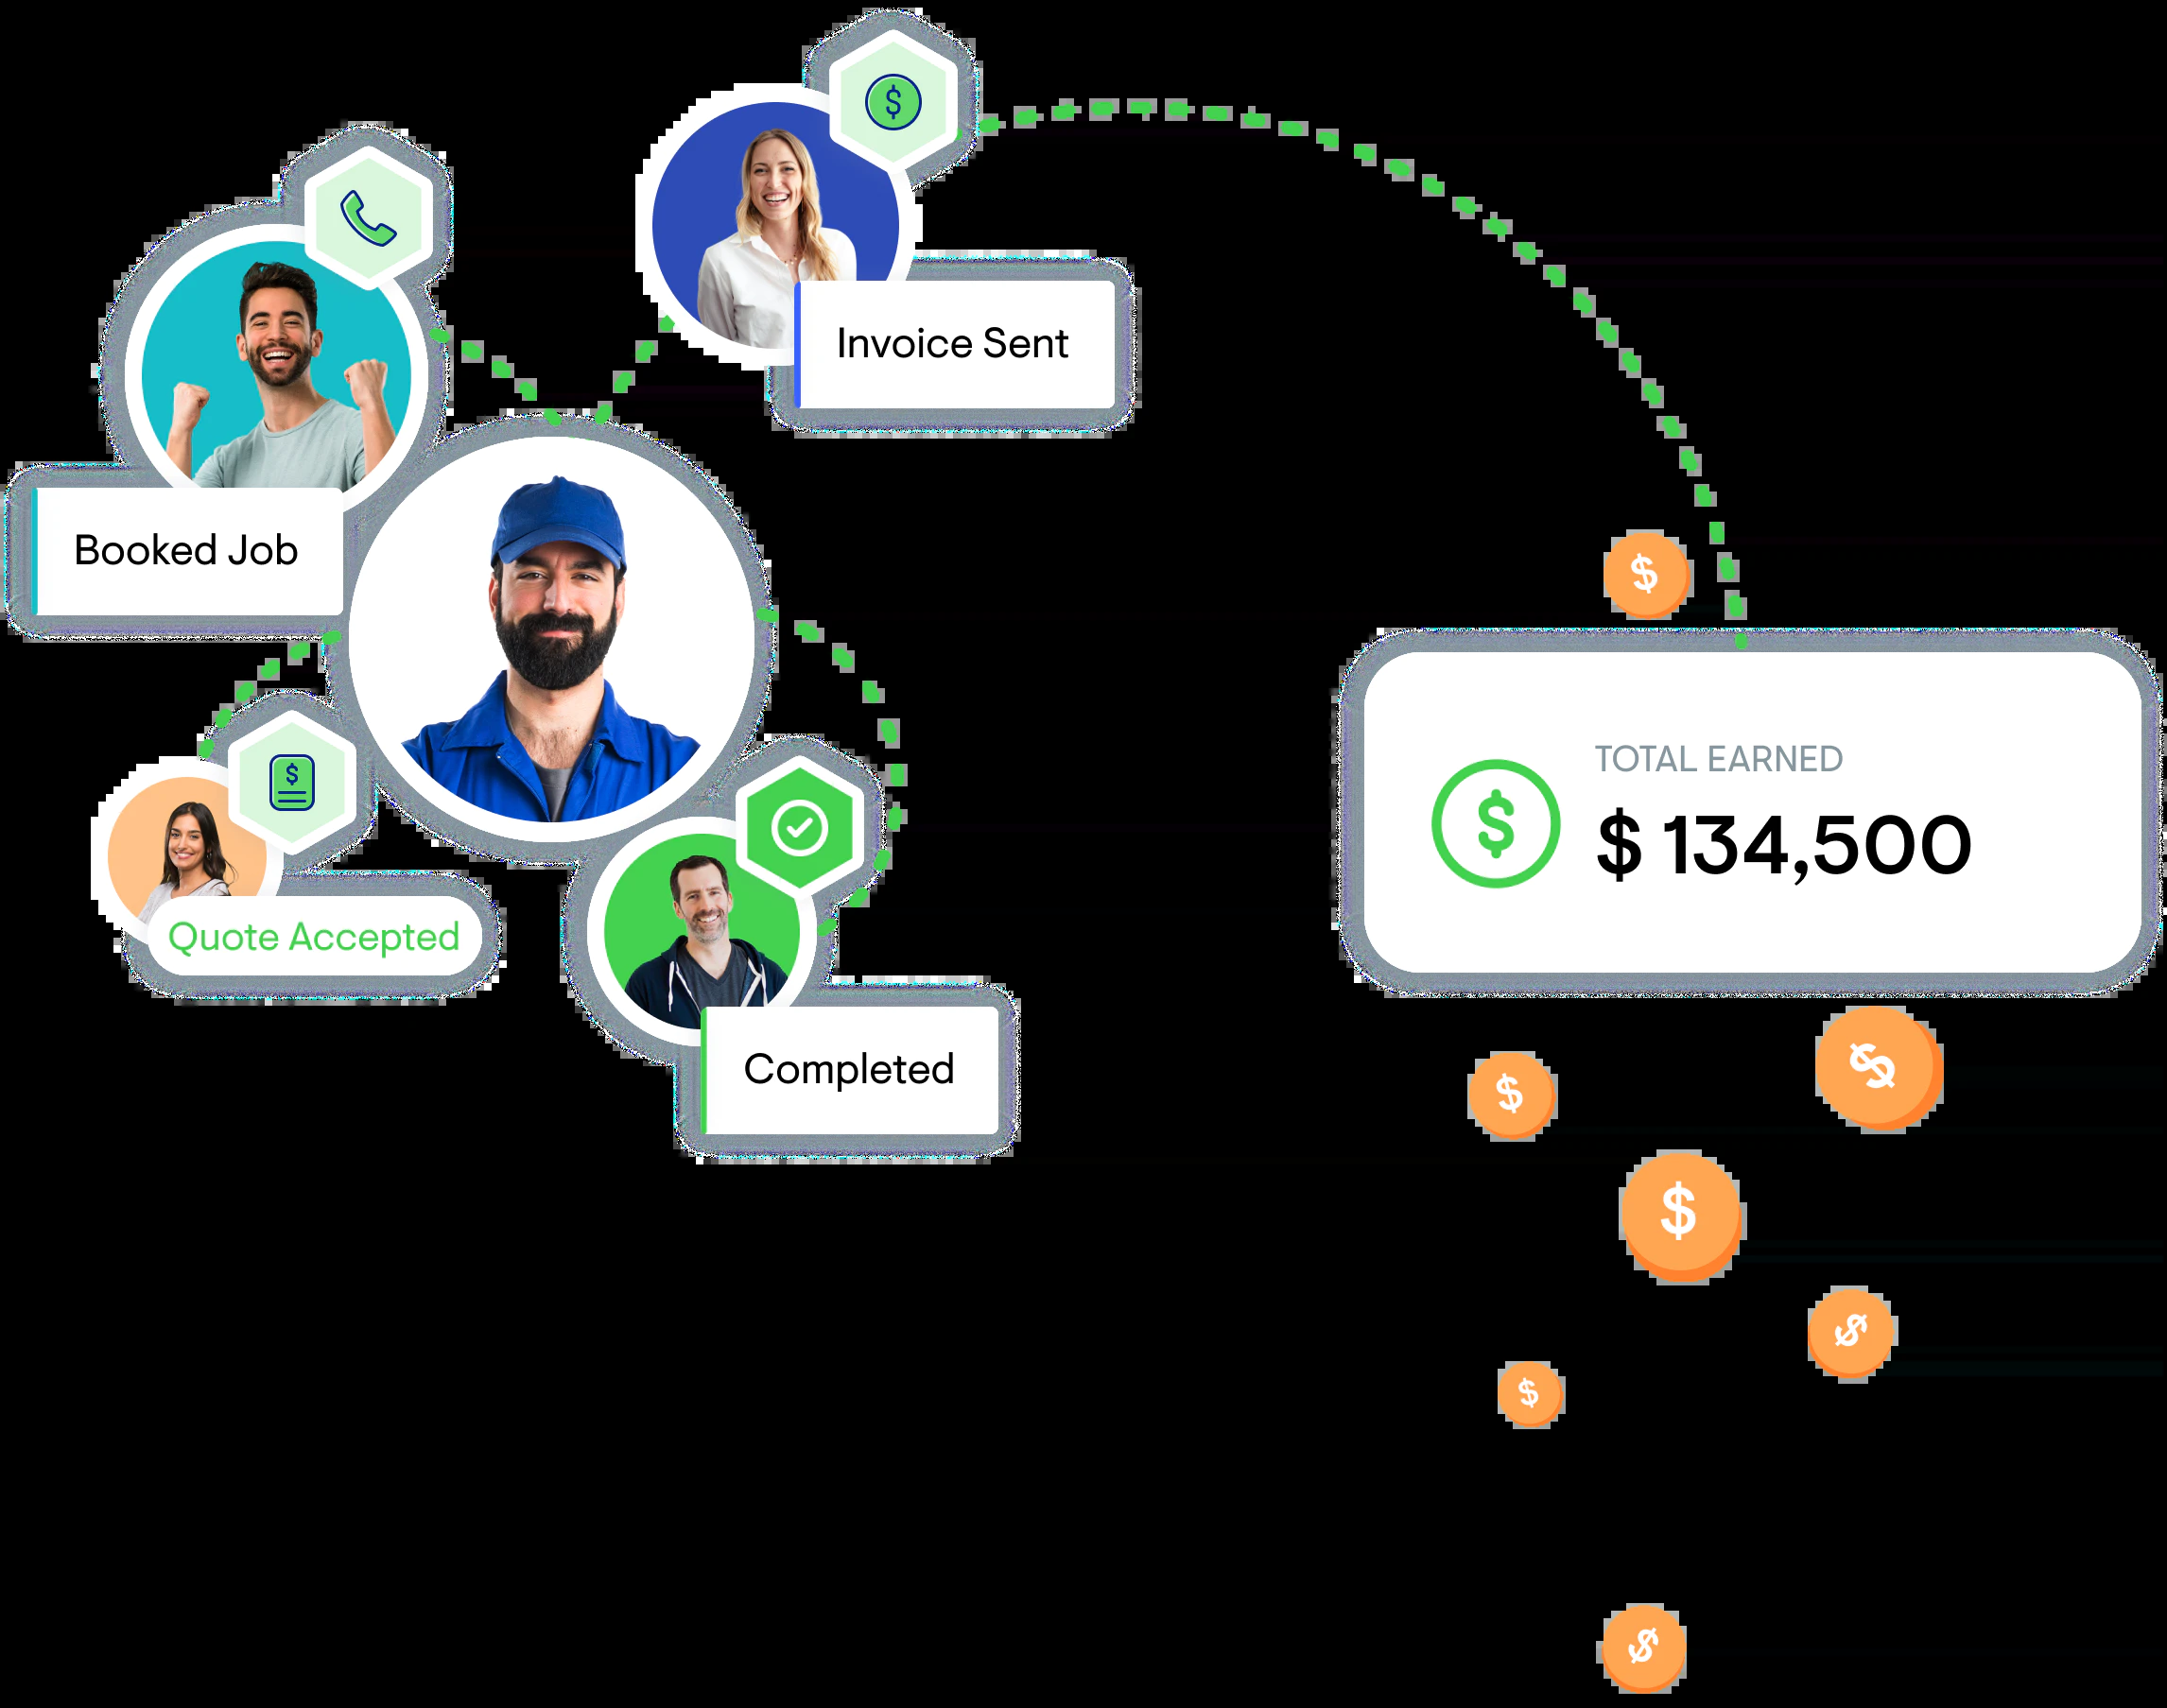 Invoice Sent
Booked Job
TOTAL EARNED
$ 134,500
Quote Accepted
Completed